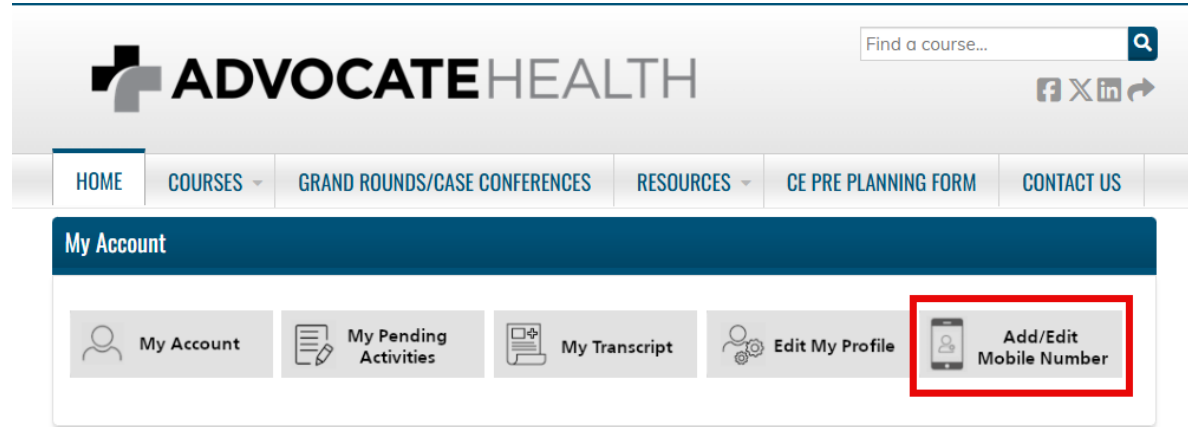 Find a course...
ADVOCATEHEALTH
HOME COURSES GRAND ROUNDS/CASE CONFERENCES RESOURCES CE PRE PLANNING FORM CONTACT US
My Account
My Account
My Pending
Activities
My Transcript
Edit My Profile
Add/Edit
Mobile Number